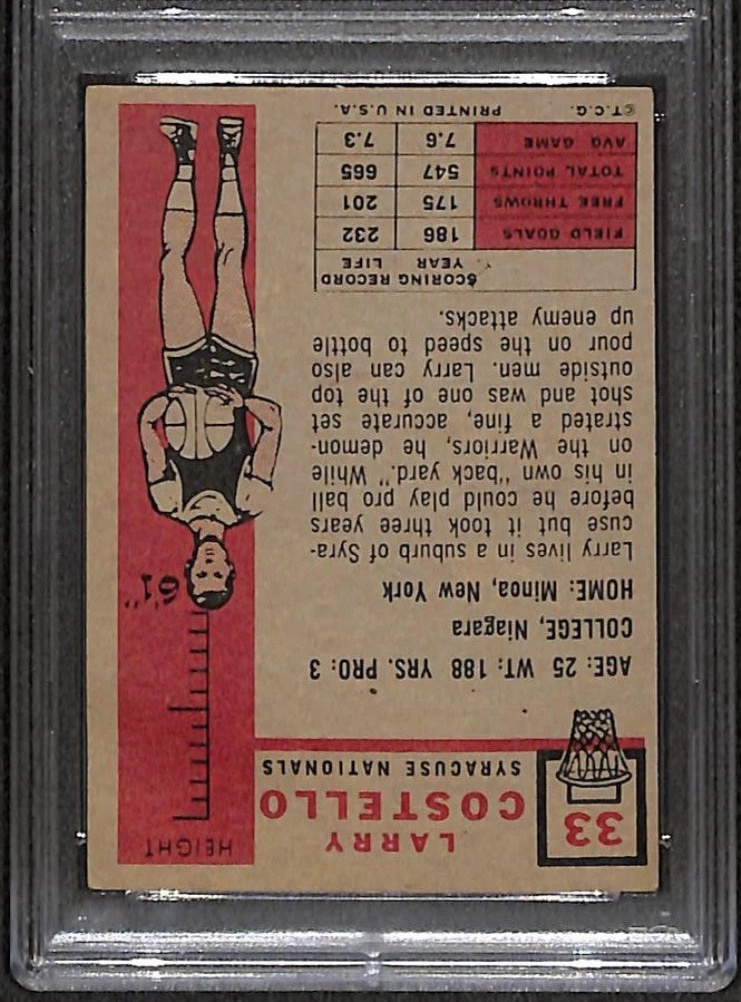 33
LARRY
COSTELLO
SYRACUSE NATIONALS
HEIGHT
6'1"
AGE: 25 WT: 188 YRS. PRO: 3
COLLEGE, Niagara
HOME: Minoa, New York
Larry lives in a suburb of Syra-
cuse but it took three years
before he could play pro ball
in his own "back yard." While
on the Warriors, he demon-
strated a fine, accurate set
shot and was one of the top
outside men. Larry can also
pour on the speed to bottle
up enemy attacks.
SCORING RECORD
YEAR LIFE
FIELD GOALS 186 232
FREE THROWS 175 201
TOTAL POINTS 547 665
AVG GAME 7.6 7.3
©T.C.G. PRINTED IN U.S.A.